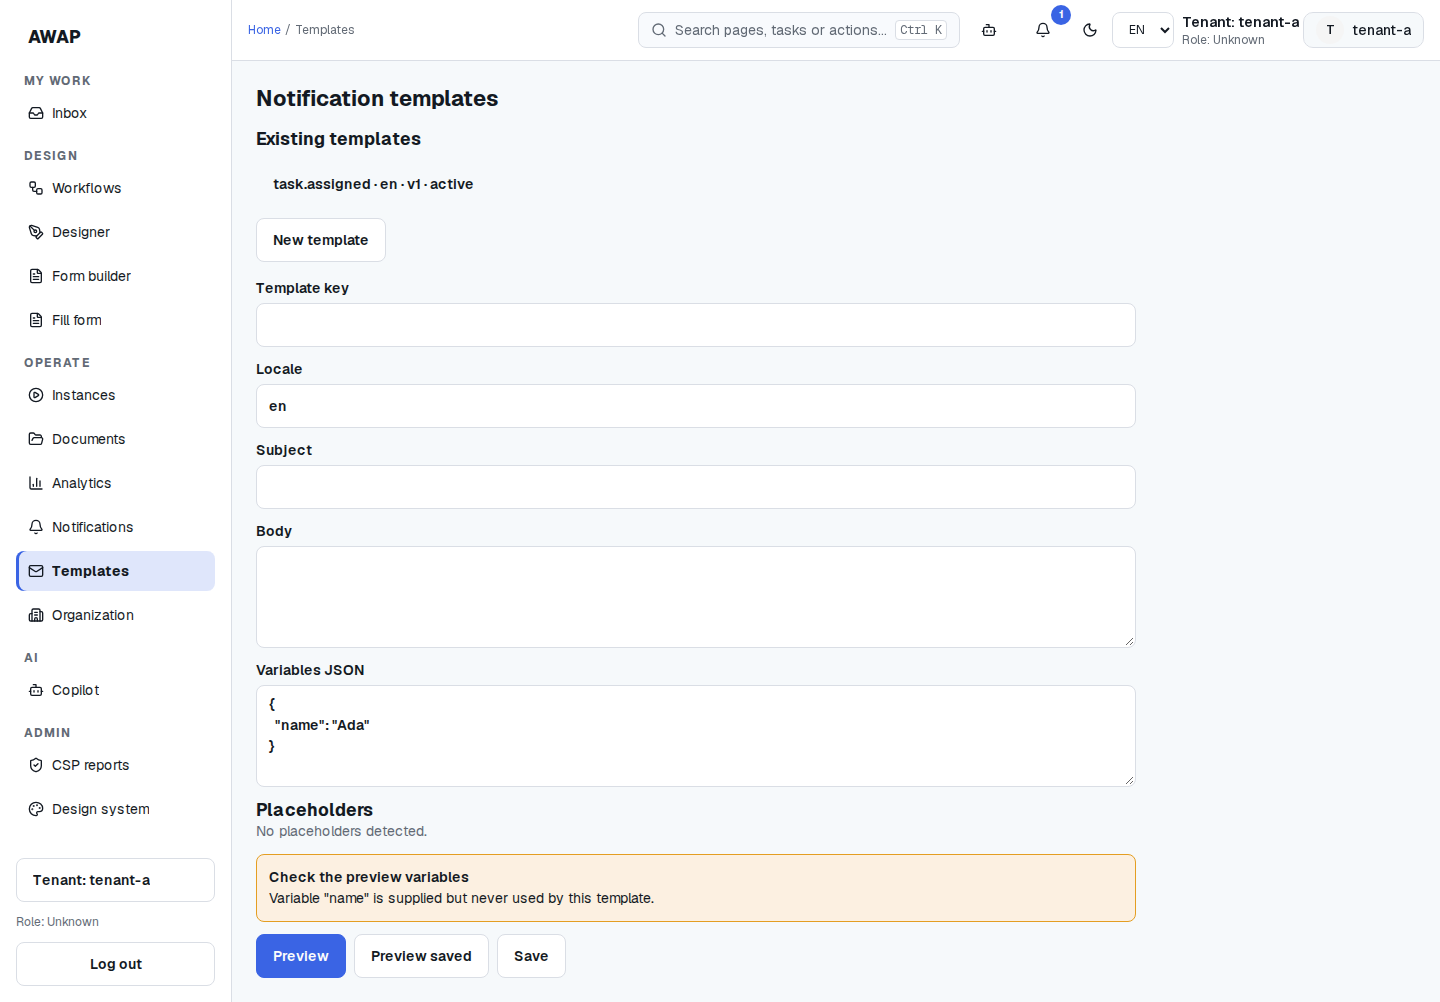 AWAP
MY WORK
Inbox
DESIGN
Workflows
Designer
Form builder
Fill form
OPERATE
Instances
Documents
Analytics
Notifications
Templates
Organization
AI
Copilot
ADMIN
CSP reports
Design system
Tenant: tenant-a
Role: Unknown
Log out
Home / Templates
Search pages, tasks or actions... Ctrl K
1
EN
Tenant: tenant-a
Role: Unknown
T tenant-a
Notification templates
Existing templates
task.assigned · en · v1 · active
New template
Template key
Locale
en
Subject
Body
Variables JSON
{
"name": "Ada"
}
Placeholders
No placeholders detected.
Check the preview variables
Variable "name" is supplied but never used by this template.
Preview
Preview saved
Save